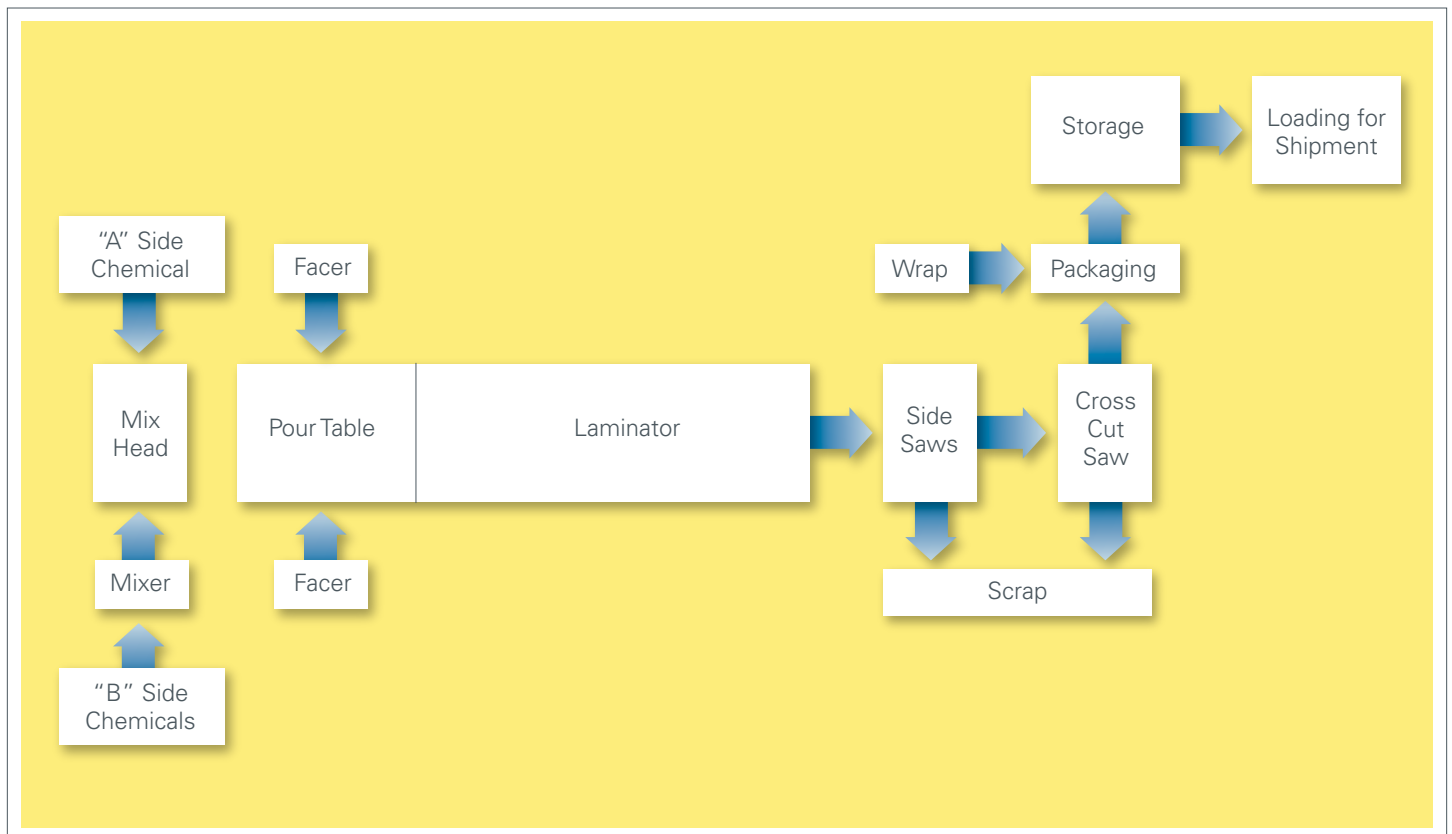 Storage
Loading for
Shipment
“A” Side
Chemical
Facer
Wrap
Packaging
Mix
Head
Pour Table
Laminator
Side
Saws
Cross
Cut
Saw
Mixer
Facer
Scrap
“B” Side
Chemicals